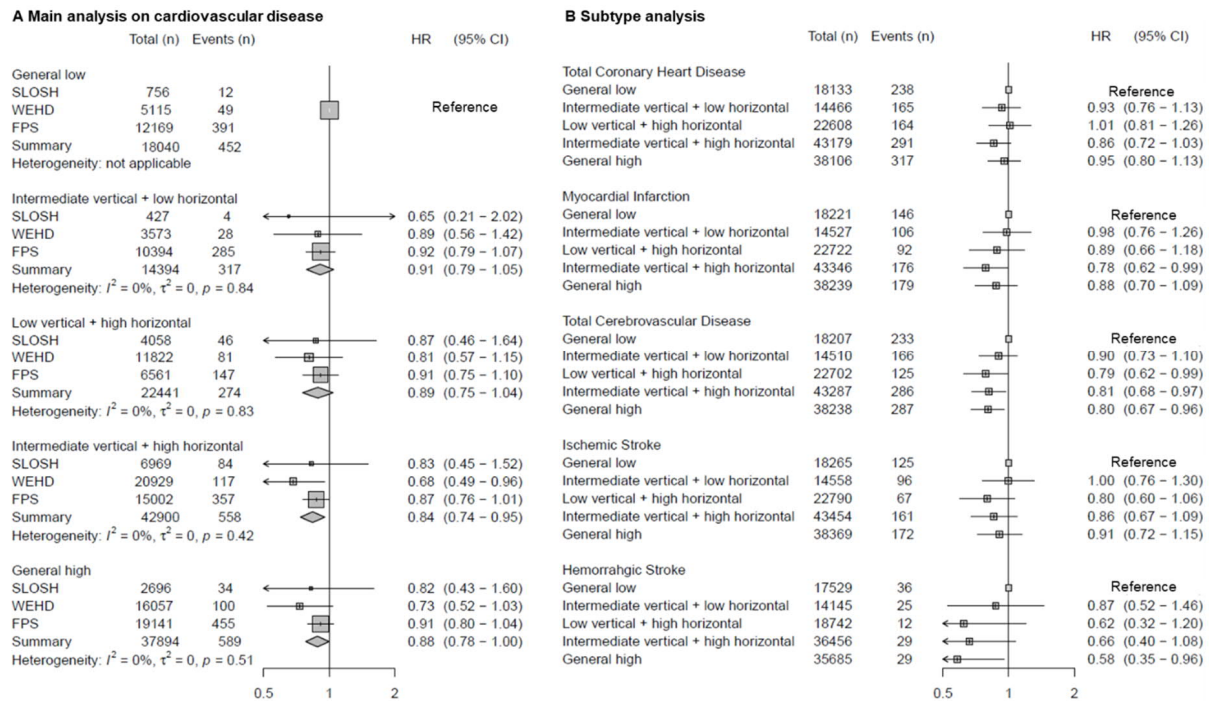 A Main analysis on cardiovascular disease
Total (n) Events (n) HR (95% CI)
General low
SLOSH 756 12
WEHD 5115 49 Reference
FPS 12169 391
Summary 18040 452
Heterogeneity: not applicable
Intermediate vertical + low horizontal
SLOSH 427 4 0.65 (0.21 − 2.02)
WEHD 3573 28 0.89 (0.56 − 1.42)
FPS 10394 285 0.92 (0.79 − 1.07)
Summary 14394 317 0.91 (0.79 − 1.05)
Heterogeneity: I² = 0%, τ² = 0, p = 0.84
Low vertical + high horizontal
SLOSH 4058 46 0.87 (0.46 − 1.64)
WEHD 11822 81 0.81 (0.57 − 1.15)
FPS 6561 147 0.91 (0.75 − 1.10)
Summary 22441 274 0.89 (0.75 − 1.04)
Heterogeneity: I² = 0%, τ² = 0, p = 0.83
Intermediate vertical + high horizontal
SLOSH 6969 84 0.83 (0.45 − 1.52)
WEHD 20929 117 0.68 (0.49 − 0.96)
FPS 15002 357 0.87 (0.76 − 1.01)
Summary 42900 558 0.84 (0.74 − 0.95)
Heterogeneity: I² = 0%, τ² = 0, p = 0.42
General high
SLOSH 2696 34 0.82 (0.43 − 1.60)
WEHD 16057 100 0.73 (0.52 − 1.03)
FPS 19141 455 0.91 (0.80 − 1.04)
Summary 37894 589 0.88 (0.78 − 1.00)
Heterogeneity: I² = 0%, τ² = 0, p = 0.51
0.5 1 2
B Subtype analysis
Total (n) Events (n) HR (95% CI)
Total Coronary Heart Disease
General low 18133 238 Reference
Intermediate vertical + low horizontal 14466 165 0.93 (0.76 − 1.13)
Low vertical + high horizontal 22608 164 1.01 (0.81 − 1.26)
Intermediate vertical + high horizontal 43179 291 0.86 (0.72 − 1.03)
General high 38106 317 0.95 (0.80 − 1.13)
Myocardial Infarction
General low 18221 146 Reference
Intermediate vertical + low horizontal 14527 106 0.98 (0.76 − 1.26)
Low vertical + high horizontal 22722 92 0.89 (0.66 − 1.18)
Intermediate vertical + high horizontal 43346 176 0.78 (0.62 − 0.99)
General high 38239 179 0.88 (0.70 − 1.09)
Total Cerebrovascular Disease
General low 18207 233 Reference
Intermediate vertical + low horizontal 14510 166 0.90 (0.73 − 1.10)
Low vertical + high horizontal 22702 125 0.79 (0.62 − 0.99)
Intermediate vertical + high horizontal 43287 286 0.81 (0.68 − 0.97)
General high 38238 287 0.80 (0.67 − 0.96)
Ischemic Stroke
General low 18265 125 Reference
Intermediate vertical + low horizontal 14558 96 1.00 (0.76 − 1.30)
Low vertical + high horizontal 22790 67 0.80 (0.60 − 1.06)
Intermediate vertical + high horizontal 43454 161 0.86 (0.67 − 1.09)
General high 38369 172 0.91 (0.72 − 1.15)
Hemorrahgic Stroke
General low 17529 36 Reference
Intermediate vertical + low horizontal 14145 25 0.87 (0.52 − 1.46)
Low vertical + high horizontal 18742 12 0.62 (0.32 − 1.20)
Intermediate vertical + high horizontal 36456 29 0.66 (0.40 − 1.08)
General high 35685 29 0.58 (0.35 − 0.96)
0.5 1 2